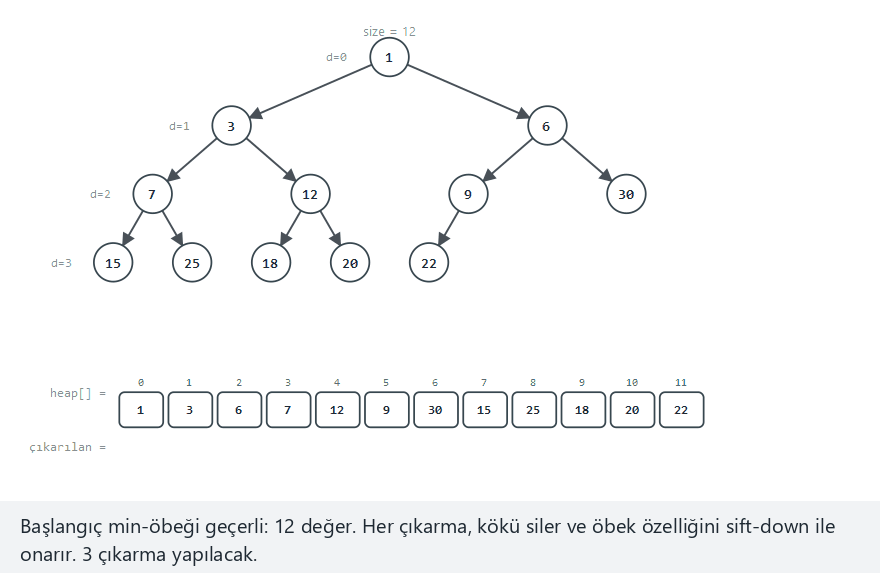 size = 12
d=0
1
d=1
3
6
d=2
7
12
9
30
d=3
15
25
18
20
22
0 1 2 3 4 5 6 7 8 9 10 11
heap[] = 1 3 6 7 12 9 30 15 25 18 20 22
çıkarılan =
Başlangıç min-öbeği geçerli: 12 değer. Her çıkarma, kökü siler ve öbek özelliğini sift-down ile
onarır. 3 çıkarma yapılacak.